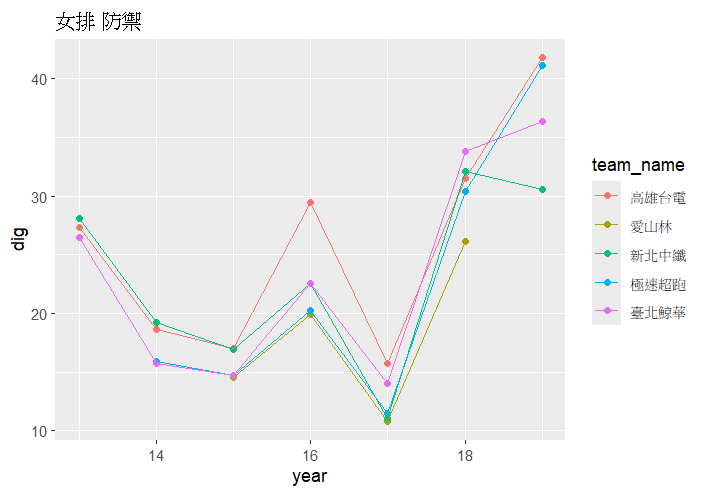 女排 防禦
40
30
20
10
dig
14
16
18
year
team_name
高雄台電
愛山林
新北中纖
極速超跑
臺北鯨華